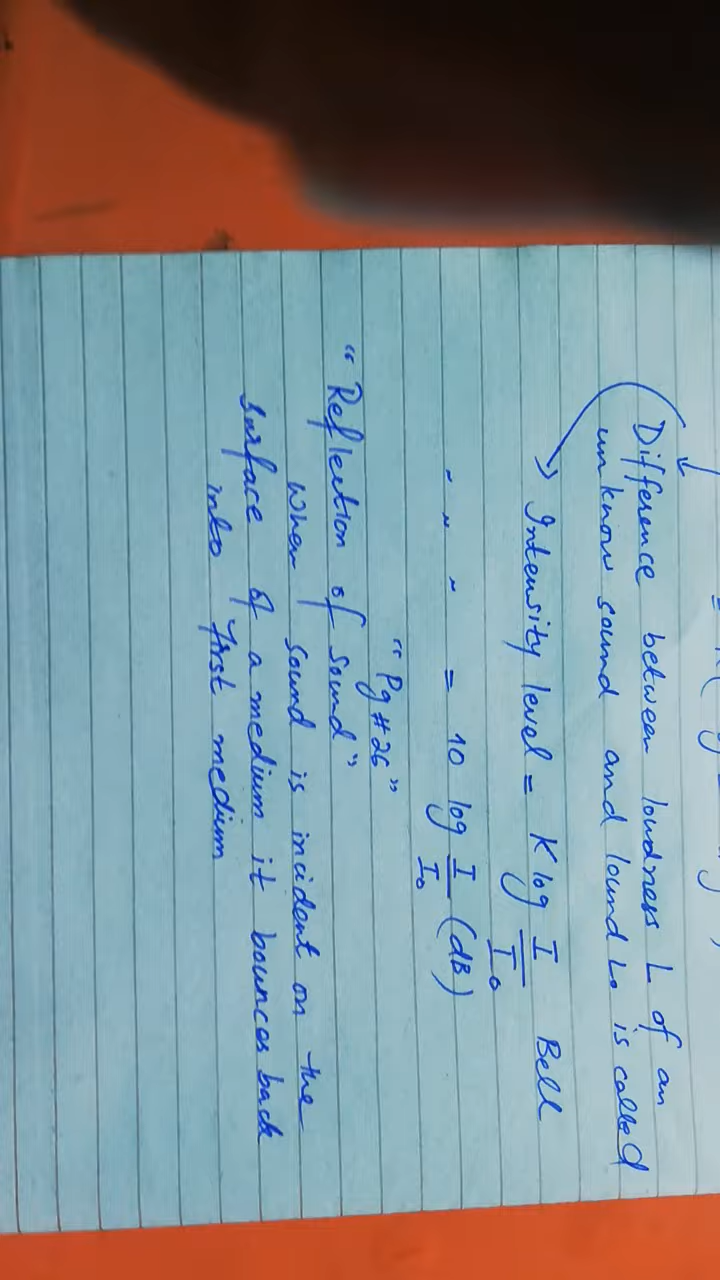 Difference between loudness L of an
unknow sound and lound L₀ is called
→ Intensity level = K log I/I₀ Bell
" " " = 10 log I/I₀ (dB)
"Pg # 26"
"Reflection of sound"
when sound is incident on the
surface of a medium it bounces back
into first medium